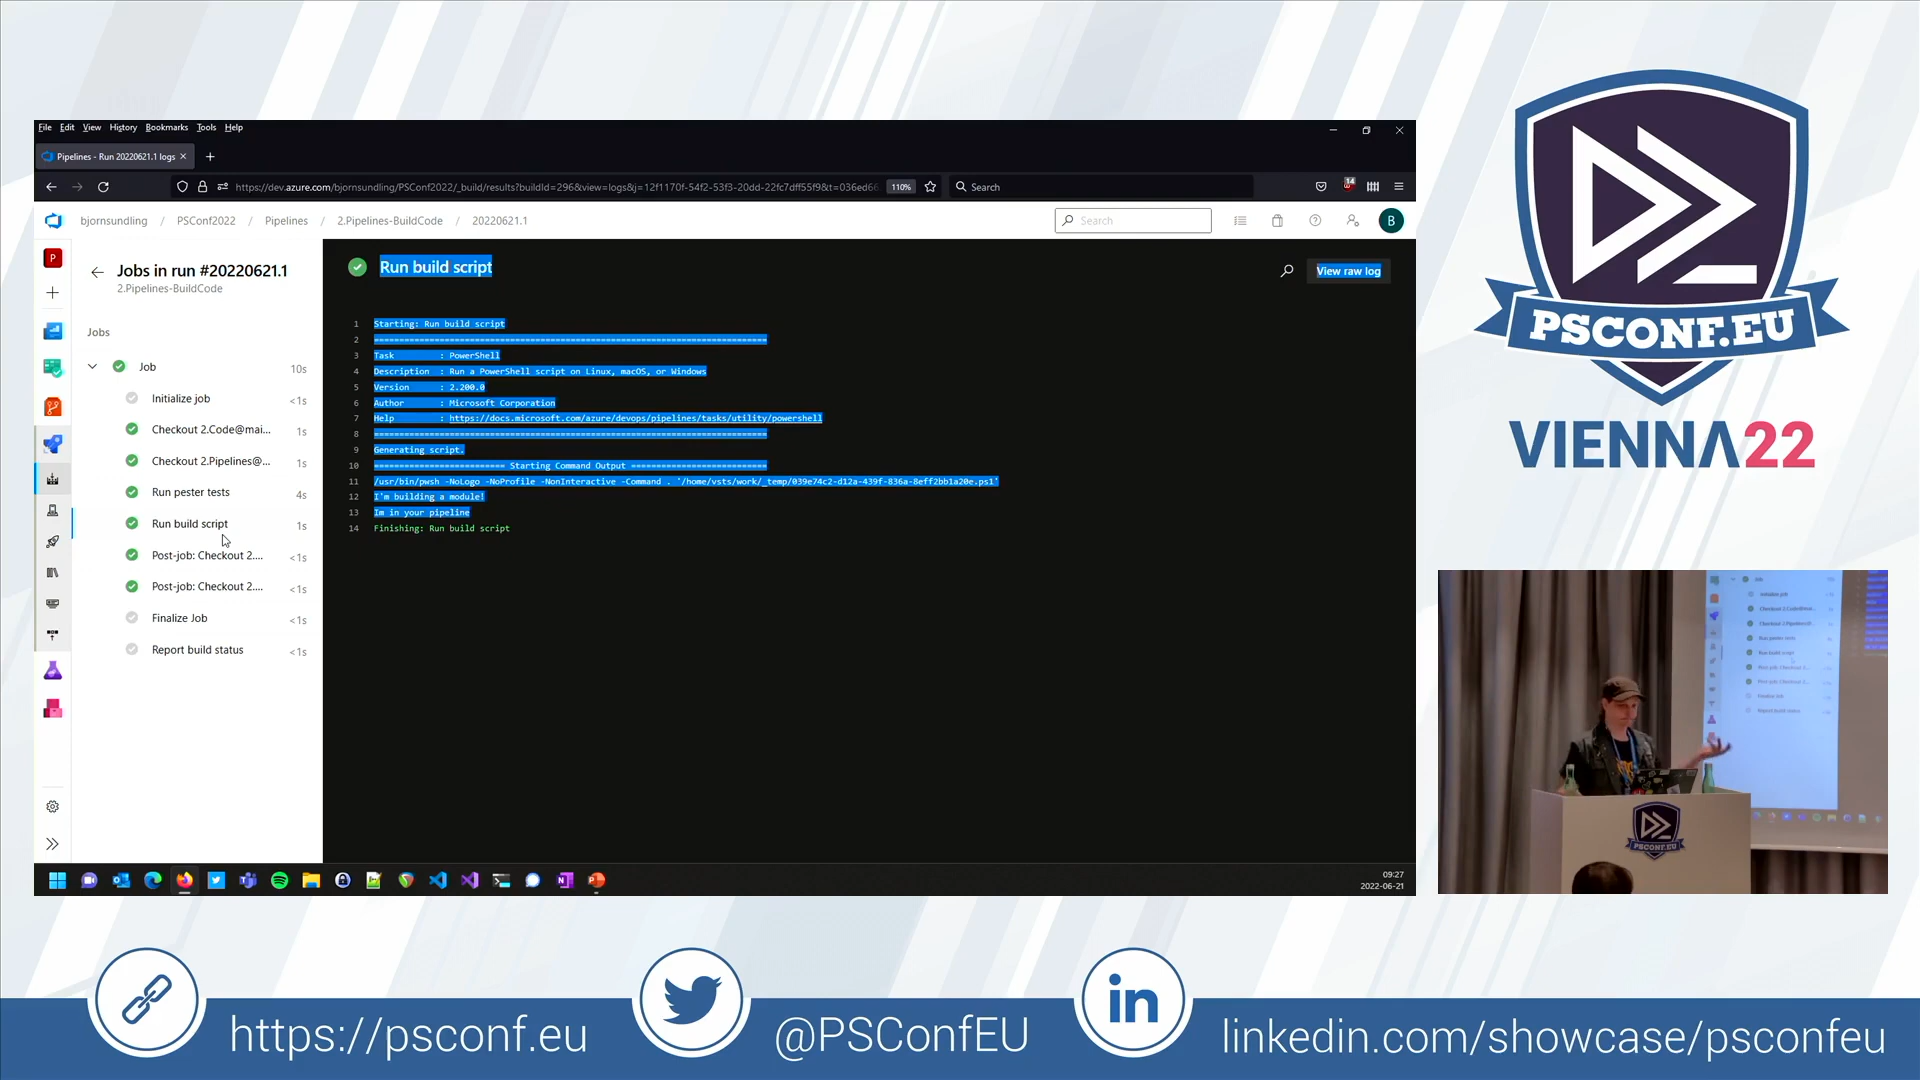 File Edit View History Bookmarks Tools Help
Pipelines - Run 20220621.1 logs
https://dev.azure.com/bjornsundling/PSConf2022/_build/results?buildId=296&view=logs&j=12f1170f-54f2-53f3-20dd-22fc7dff55f9&t=036ed66
110%
Search
14
bjornsundling / PSConf2022 / Pipelines / 2.Pipelines-BuildCode / 20220621.1
Search
B
P
Jobs in run #20220621.1
2.Pipelines-BuildCode
Jobs
Job 10s
Initialize job <1s
Checkout 2.Code@mai... 1s
Checkout 2.Pipelines@... 1s
Run pester tests 4s
Run build script 1s
Post-job: Checkout 2.... <1s
Post-job: Checkout 2.... <1s
Finalize Job <1s
Report build status <1s
Run build script
View raw log
1 Starting: Run build script
2 ==============================================================================
3 Task : PowerShell
4 Description : Run a PowerShell script on Linux, macOS, or Windows
5 Version : 2.200.0
6 Author : Microsoft Corporation
7 Help : https://docs.microsoft.com/azure/devops/pipelines/tasks/utility/powershell
8 ==============================================================================
9 Generating script.
10 ========================== Starting Command Output ===========================
11 /usr/bin/pwsh -NoLogo -NoProfile -NonInteractive -Command . '/home/vsts/work/_temp/039e74c2-d12a-439f-836a-8eff2bb1a20e.ps1'
12 I'm building a module!
13 Im in your pipeline
14 Finishing: Run build script
09:27
2022-06-21
PSCONF.EU
VIENNA22
PSCONF.EU
https://psconf.eu
@PSConfEU
in
linkedin.com/showcase/psconfeu